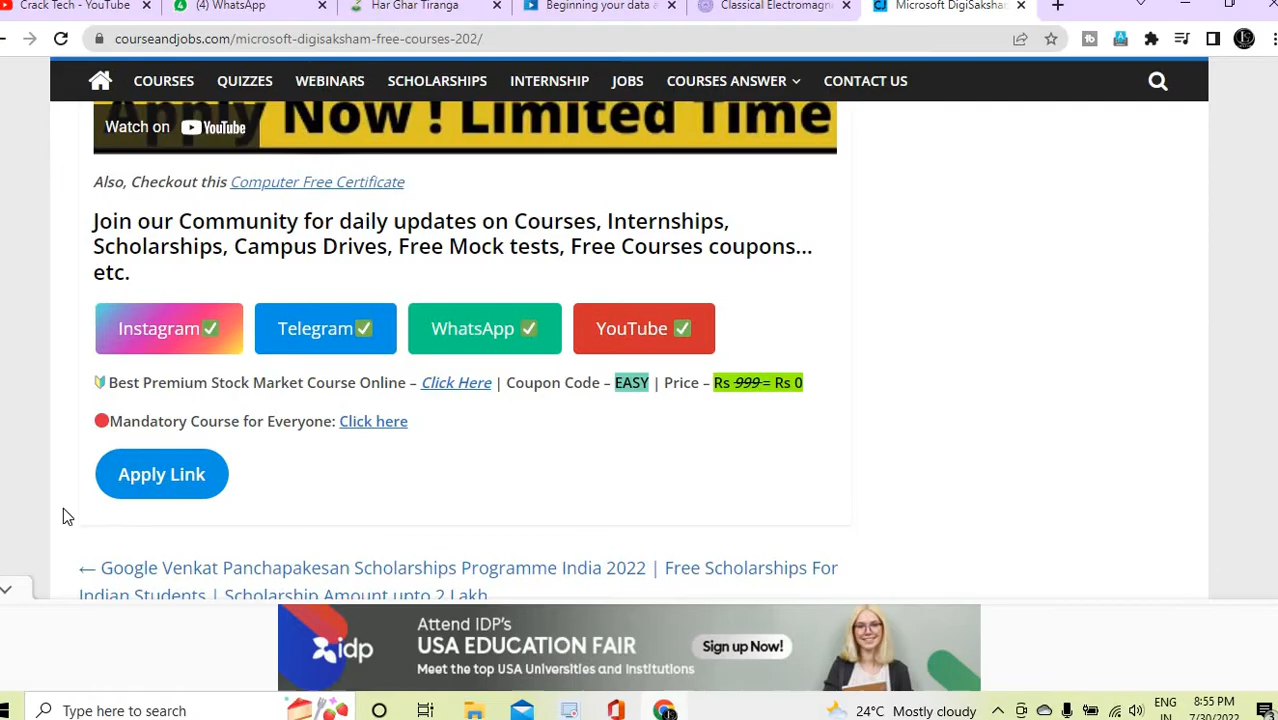 Crack Tech - YouTube
(4) WhatsApp
Har Ghar Tiranga
Beginning your data a
Classical Electromagn
Microsoft DigiSaksha
courseandjobs.com/microsoft-digisaksham-free-courses-202/
COURSES QUIZZES WEBINARS SCHOLARSHIPS INTERNSHIP JOBS COURSES ANSWER CONTACT US
Apply Now ! Limited Time
Watch on YouTube
Also, Checkout this Computer Free Certificate
Join our Community for daily updates on Courses, Internships,
Scholarships, Campus Drives, Free Mock tests, Free Courses coupons…
etc.
Instagram✅ Telegram✅ WhatsApp ✅ YouTube ✅
🔰Best Premium Stock Market Course Online – Click Here | Coupon Code – EASY | Price – Rs 999 = Rs 0
🔴Mandatory Course for Everyone: Click here
Apply Link
← Google Venkat Panchapakesan Scholarships Programme India 2022 | Free Scholarships For
Indian Students | Scholarship Amount upto 2 Lakh
idp
Attend IDP's
USA EDUCATION FAIR
Meet the top USA Universities and Institutions
Sign up Now!
Type here to search
24°C Mostly cloudy
ENG
IN
8:55 PM